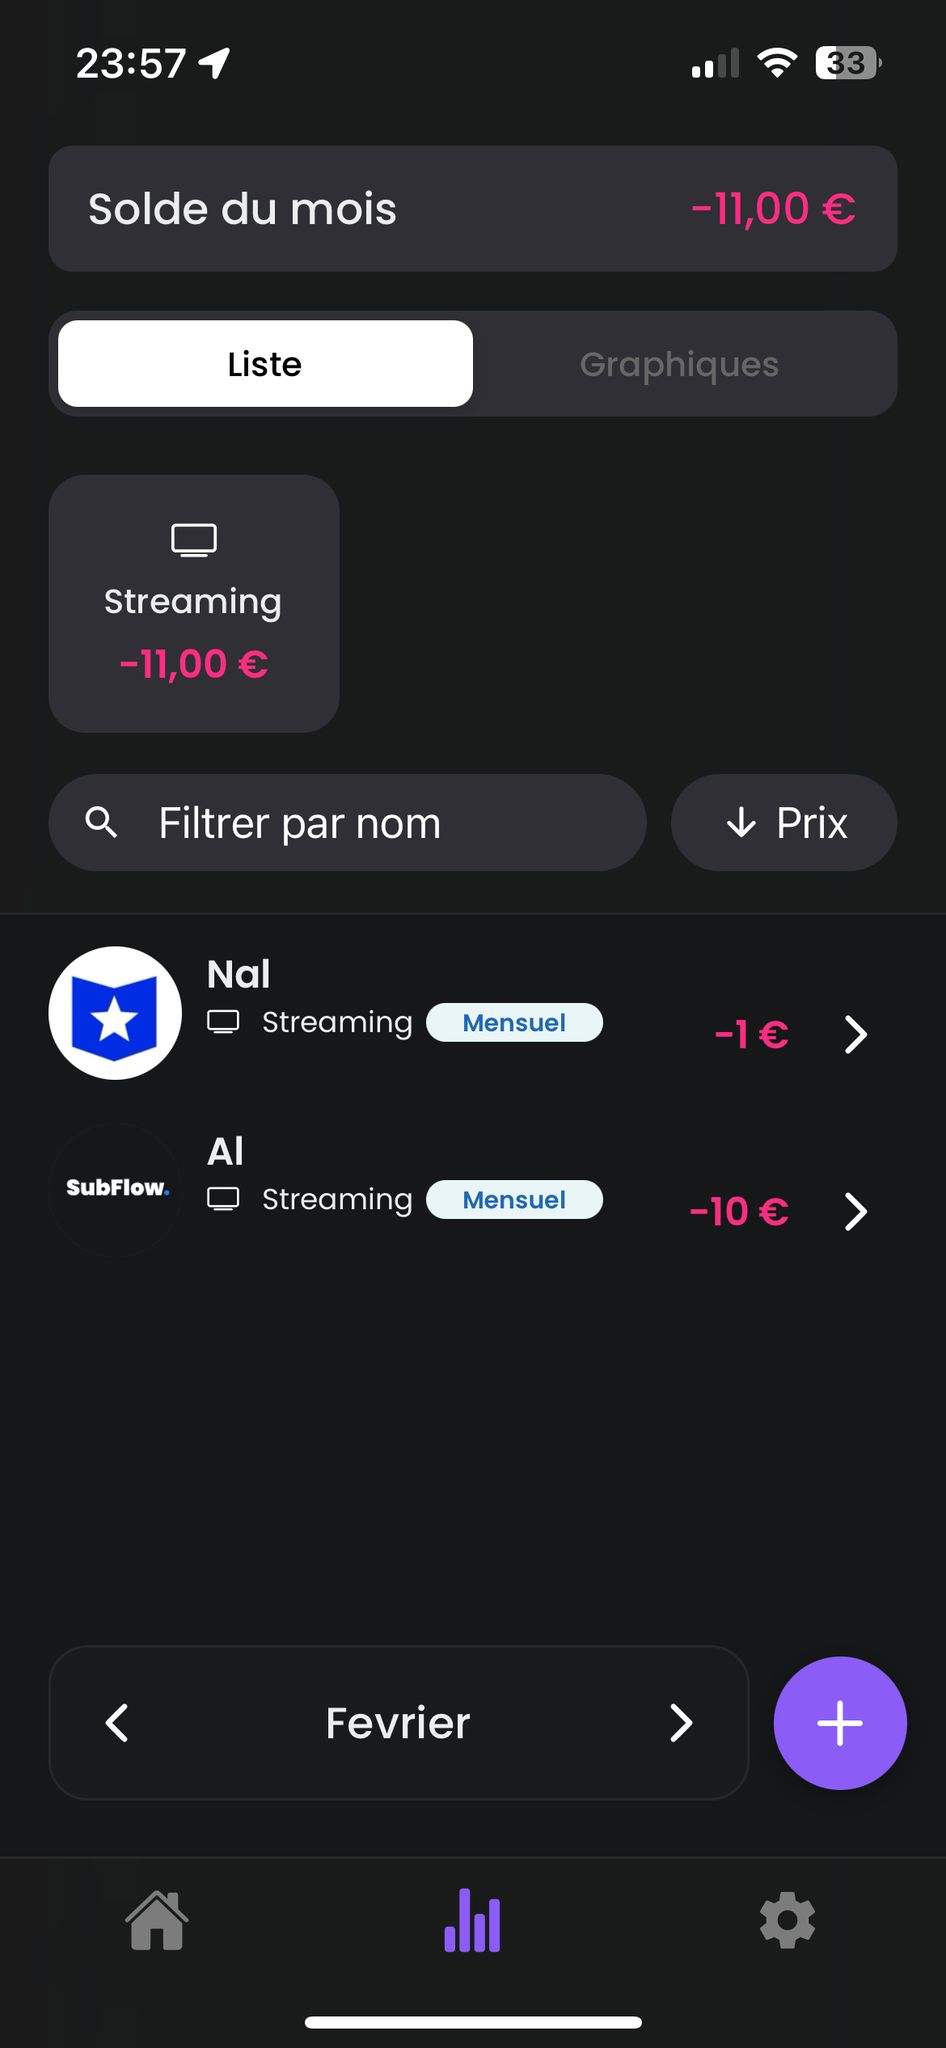 23:57
33
Solde du mois -11,00 €
Liste Graphiques
Streaming
-11,00 €
Filtrer par nom
Prix
Nal
Streaming Mensuel
-1 €
SubFlow.
Al
Streaming Mensuel
-10 €
Fevrier